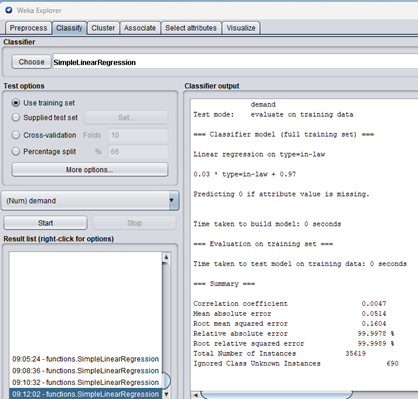 Weka Explorer
Preprocess Classify Cluster Associate Select attributes Visualize
Classifier
Choose SimpleLinearRegression
Test options
Use training set
Supplied test set Set...
Cross-validation Folds 10
Percentage split % 66
More options...
(Num) demand
Start Stop
Result list (right-click for options)
09:05:24 - functions.SimpleLinearRegression
09:08:36 - functions.SimpleLinearRegression
09:10:32 - functions.SimpleLinearRegression
09:12:02 - functions.SimpleLinearRegression
Classifier output
demand
Test mode: evaluate on training data
=== Classifier model (full training set) ===
Linear regression on type=in-law
0.03 * type=in-law + 0.97
Predicting 0 if attribute value is missing.
Time taken to build model: 0 seconds
=== Evaluation on training set ===
Time taken to test model on training data: 0 seconds
=== Summary ===
Correlation coefficient 0.0047
Mean absolute error 0.0514
Root mean squared error 0.1604
Relative absolute error 99.9978 %
Root relative squared error 99.9989 %
Total Number of Instances 35619
Ignored Class Unknown Instances 690